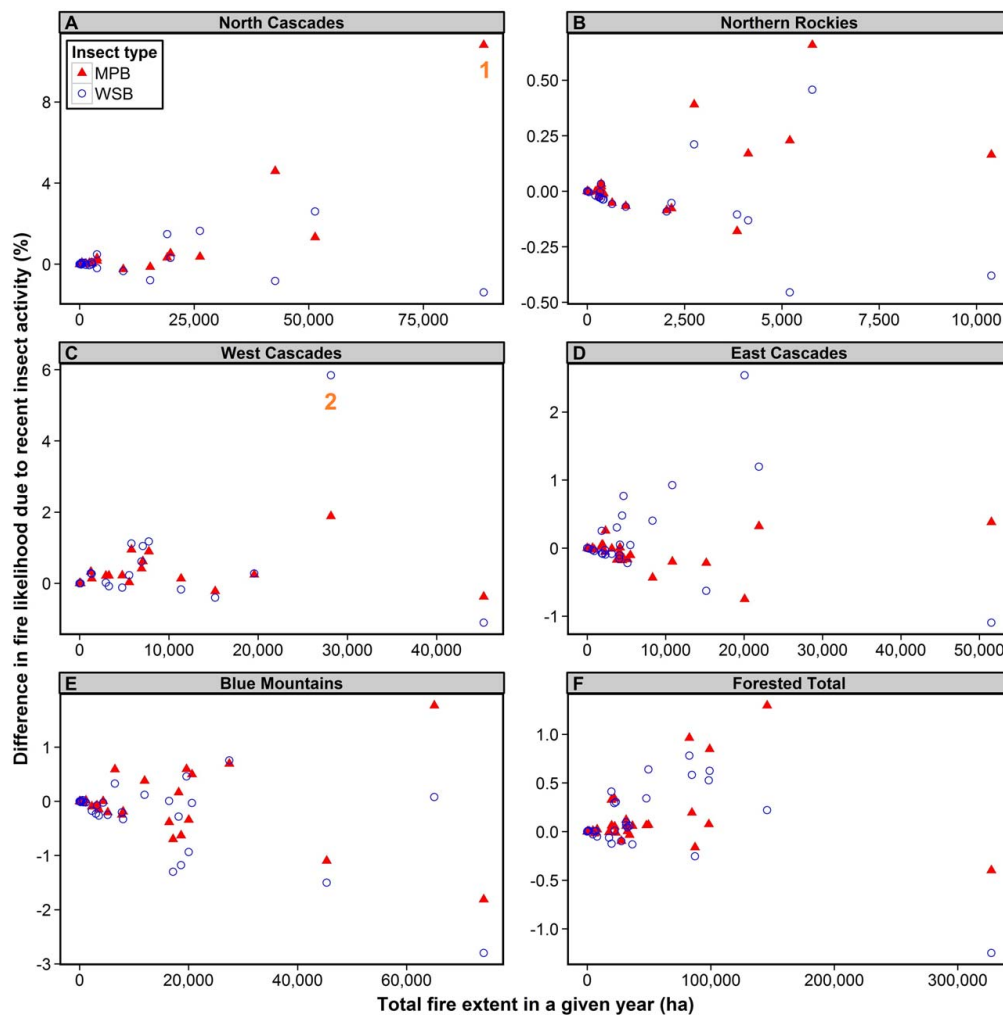 Difference in fire likelihood due to recent insect activity (%)
A North Cascades
Insect type
MPB
WSB
1
8
4
0
0 25,000 50,000 75,000
B Northern Rockies
0.50
0.25
0.00
-0.25
-0.50
0 2,500 5,000 7,500 10,000
C West Cascades
2
6
4
2
0
0 10,000 20,000 30,000 40,000
D East Cascades
2
1
0
-1
0 10,000 20,000 30,000 40,000 50,000
E Blue Mountains
1
0
-1
-2
-3
0 20,000 40,000 60,000
F Forested Total
1.0
0.5
0.0
-0.5
-1.0
0 100,000 200,000 300,000
Total fire extent in a given year (ha)